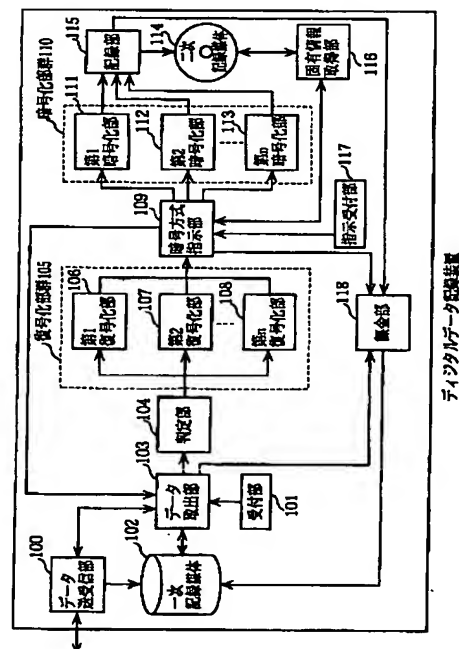 データ
送受信部
100
102
一次
記録媒体
データ
取出部
103
受付部
101
判定部
104
復号化部群105
第1
復号化部
106
第2
復号化部
107
第n
復号化部
108
暗号方式
指示部
109
暗号化部群110
第1
暗号化部
111
第2
暗号化部
112
第n
暗号化部
113
記録部
115
114
二次
記録媒体
固有情報
取得部
116
指示受付部
117
課金部
118
ディジタルデータ記録装置